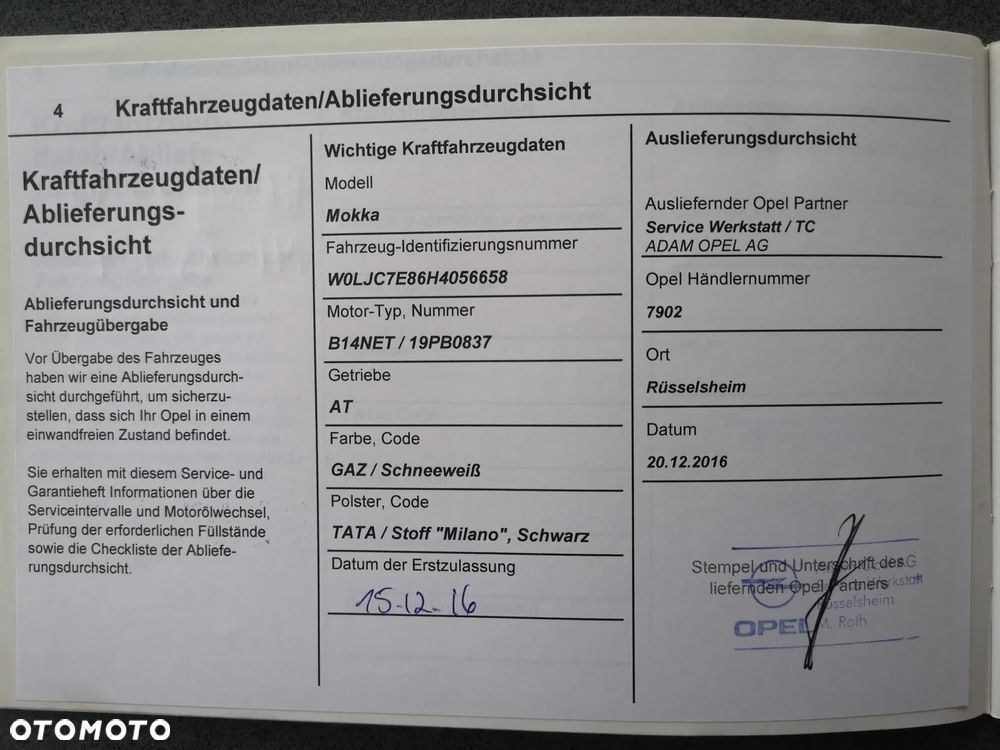 4 Kraftfahrzeugdaten/Ablieferungsdurchsicht
Kraftfahrzeugdaten/
Ablieferungs-
durchsicht
Ablieferungsdurchsicht und
Fahrzeugübergabe
Vor Übergabe des Fahrzeuges
haben wir eine Ablieferungsdurch-
sicht durchgeführt, um sicherzu-
stellen, dass sich Ihr Opel in einem
einwandfreien Zustand befindet.
Sie erhalten mit diesem Service- und
Garantieheft Informationen über die
Serviceintervalle und Motorölwechsel,
Prüfung der erforderlichen Füllstände
sowie die Checkliste der Abliefe-
rungsdurchsicht.
Wichtige Kraftfahrzeugdaten
Modell
Mokka
Fahrzeug-Identifizierungsnummer
W0LJC7E86H4056658
Motor-Typ, Nummer
B14NET / 19PB0837
Getriebe
AT
Farbe, Code
GAZ / Schneeweiß
Polster, Code
TATA / Stoff "Milano", Schwarz
Datum der Erstzulassung
15.12.16
Auslieferungsdurchsicht
Ausliefernder Opel Partner
Service Werkstatt / TC
ADAM OPEL AG
Opel Händlernummer
7902
Ort
Rüsselsheim
Datum
20.12.2016
Stempel und Unterschrift des
liefernden Opel Partners
AG
Werkstatt
Rüsselsheim
OPEL M. Roth
OTOMOTO